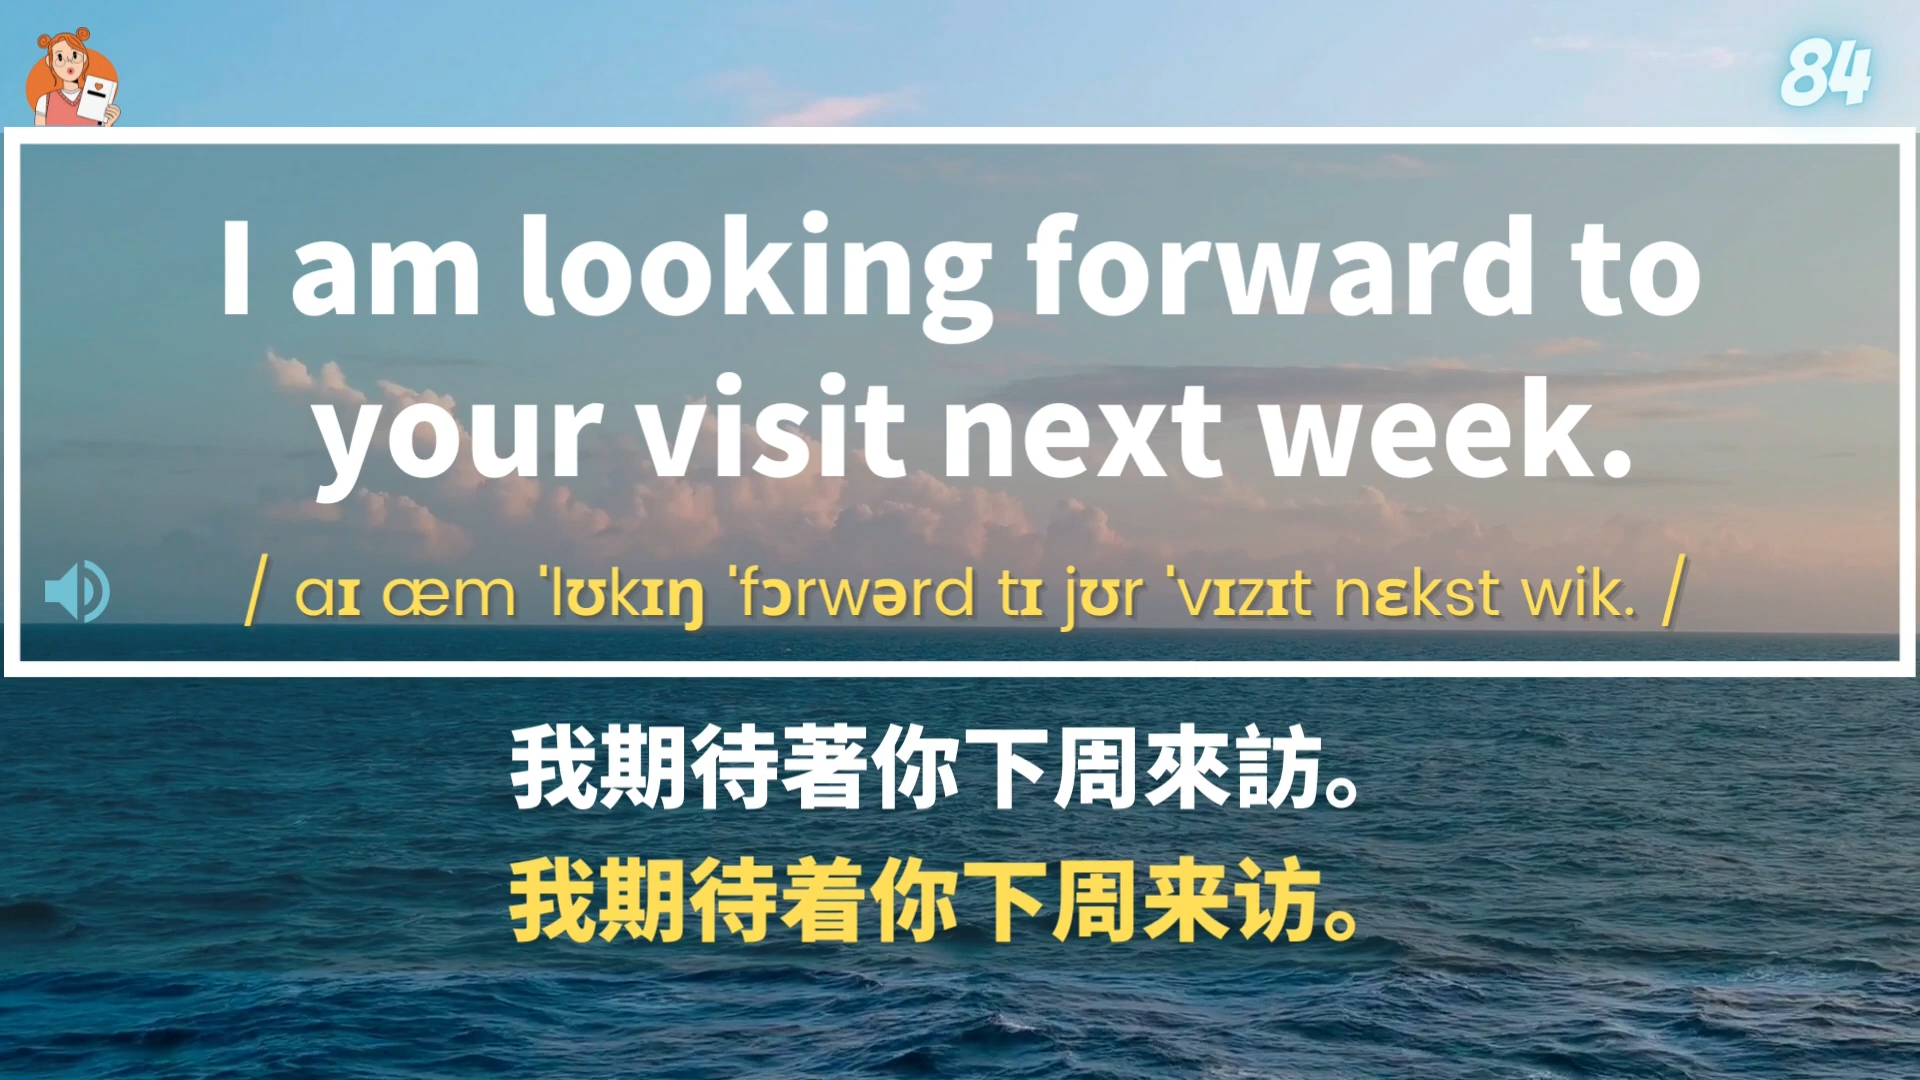 84
I am looking forward to
your visit next week.
/ aɪ æm ˈlʊkɪŋ ˈfɔrwərd tɪ jʊr ˈvɪzɪt nɛkst wik. /
我期待著你下周來訪。
我期待着你下周来访。